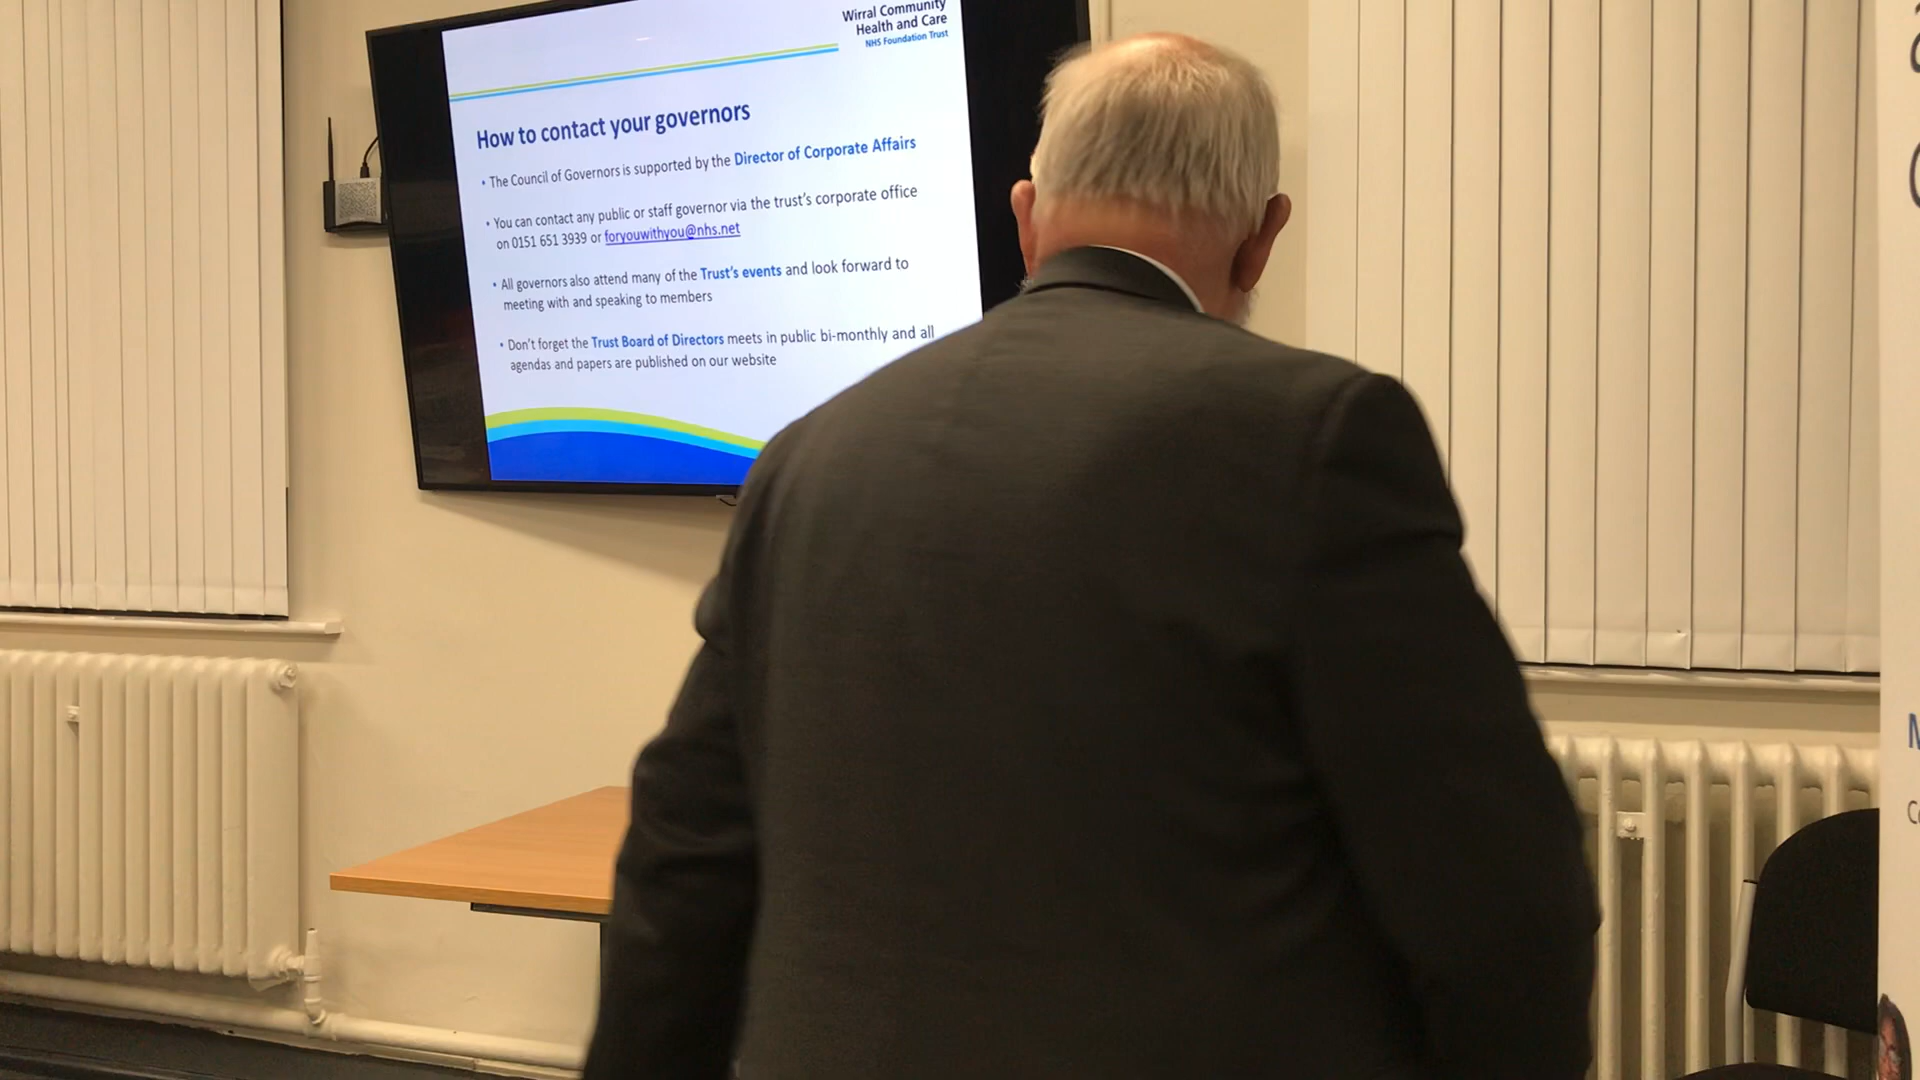 Wirral Community
Health and Care
NHS Foundation Trust
How to contact your governors
• The Council of Governors is supported by the Director of Corporate Affairs
• You can contact any public or staff governor via the trust's corporate office
on 0151 651 3939 or foryouwithyou@nhs.net
• All governors also attend many of the Trust's events and look forward to
meeting with and speaking to members
• Don't forget the Trust Board of Directors meets in public bi-monthly and all
agendas and papers are published on our website